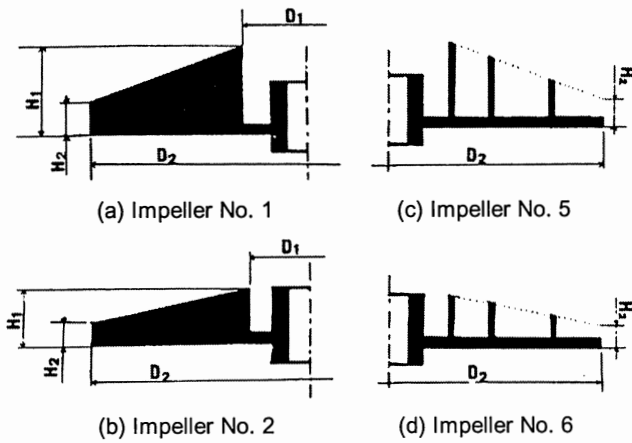 D1
H1
H2
D2
(a) Impeller No. 1
H2
D2
(c) Impeller No. 5
D1
H1
H2
D2
(b) Impeller No. 2
H2
D2
(d) Impeller No. 6